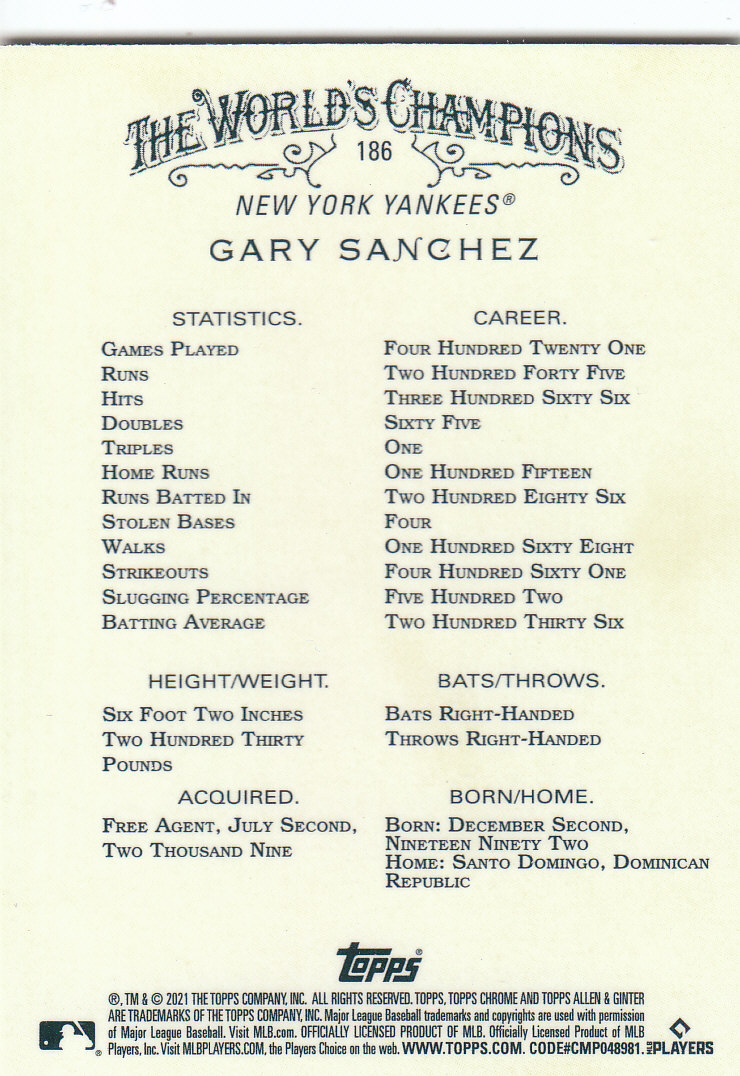 THE WORLD'S CHAMPIONS
186
NEW YORK YANKEES®
GARY SANCHEZ
STATISTICS. CAREER.
GAMES PLAYED FOUR HUNDRED TWENTY ONE
RUNS TWO HUNDRED FORTY FIVE
HITS THREE HUNDRED SIXTY SIX
DOUBLES SIXTY FIVE
TRIPLES ONE
HOME RUNS ONE HUNDRED FIFTEEN
RUNS BATTED IN TWO HUNDRED EIGHTY SIX
STOLEN BASES FOUR
WALKS ONE HUNDRED SIXTY EIGHT
STRIKEOUTS FOUR HUNDRED SIXTY ONE
SLUGGING PERCENTAGE FIVE HUNDRED TWO
BATTING AVERAGE TWO HUNDRED THIRTY SIX
HEIGHT/WEIGHT.
SIX FOOT TWO INCHES
TWO HUNDRED THIRTY
POUNDS
BATS/THROWS.
BATS RIGHT-HANDED
THROWS RIGHT-HANDED
ACQUIRED.
FREE AGENT, JULY SECOND,
TWO THOUSAND NINE
BORN/HOME.
BORN: DECEMBER SECOND,
NINETEEN NINETY TWO
HOME: SANTO DOMINGO, DOMINICAN
REPUBLIC
topps®
®, TM & © 2021 THE TOPPS COMPANY, INC. ALL RIGHTS RESERVED. TOPPS, TOPPS CHROME AND TOPPS ALLEN & GINTER
ARE TRADEMARKS OF THE TOPPS COMPANY, INC. Major League Baseball trademarks and copyrights are used with permission
of Major League Baseball. Visit MLB.com. OFFICIALLY LICENSED PRODUCT OF MLB. Officially Licensed Product of MLB
Players, Inc. Visit MLBPLAYERS.COM, the Players Choice on the web. WWW.TOPPS.COM. CODE#CMP048981.
MLB PLAYERS